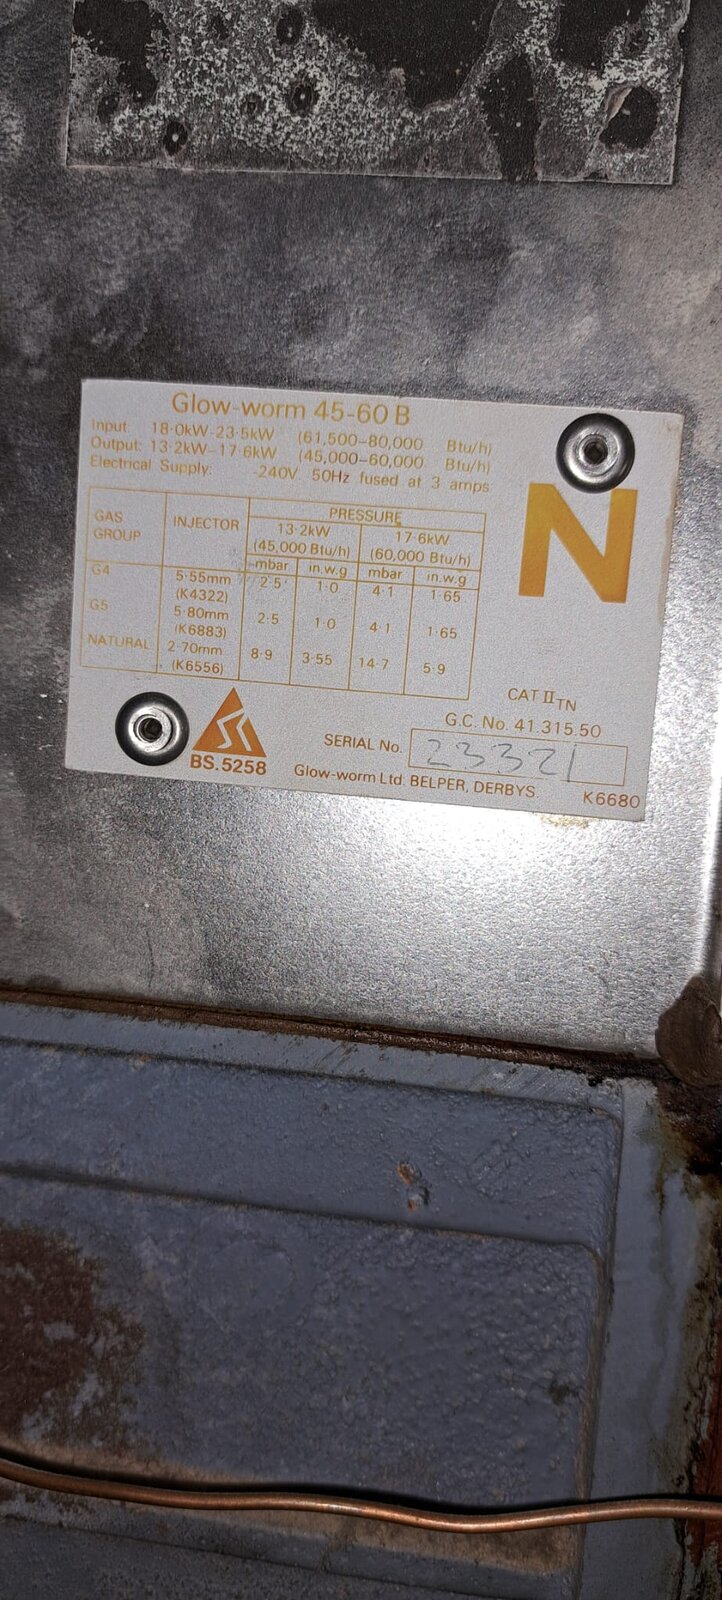 Glow-worm 45-60 B
Input: 18·0kW-23·5kW (61,500-80,000 Btu/h)
Output: 13·2kW-17·6kW (45,000-60,000 Btu/h)
Electrical Supply: -240V 50Hz fused at 3 amps
N
GAS GROUP INJECTOR PRESSURE
13·2kW (45,000 Btu/h) 17·6kW (60,000 Btu/h)
mbar in.w.g mbar in.w.g
G4 5·55mm (K4322) 2·5 1·0 4·1 1·65
G5 5·80mm (K6883) 2.5 1·0 4·1 1·65
NATURAL 2·70mm (K6556) 8·9 3·55 14·7 5·9
CAT II TN
G.C. No. 41.315.50
SERIAL No. 23321
BS.5258
Glow-worm Ltd. BELPER, DERBYS.
K6680